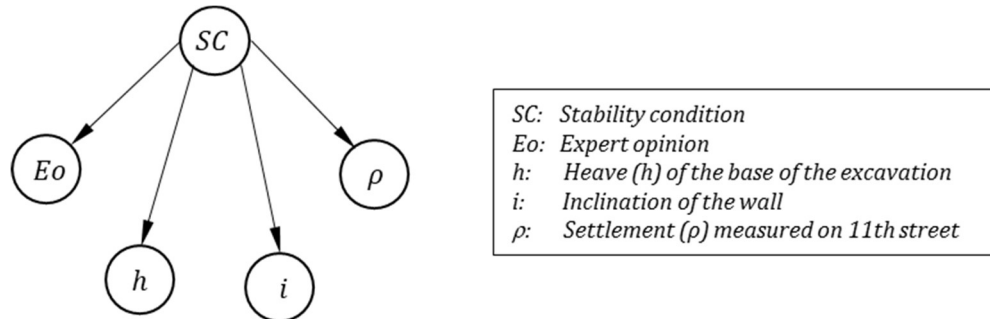 SC
Eo
ρ
h
i
SC: Stability condition
Eo: Expert opinion
h: Heave (h) of the base of the excavation
i: Inclination of the wall
ρ: Settlement (ρ) measured on 11th street